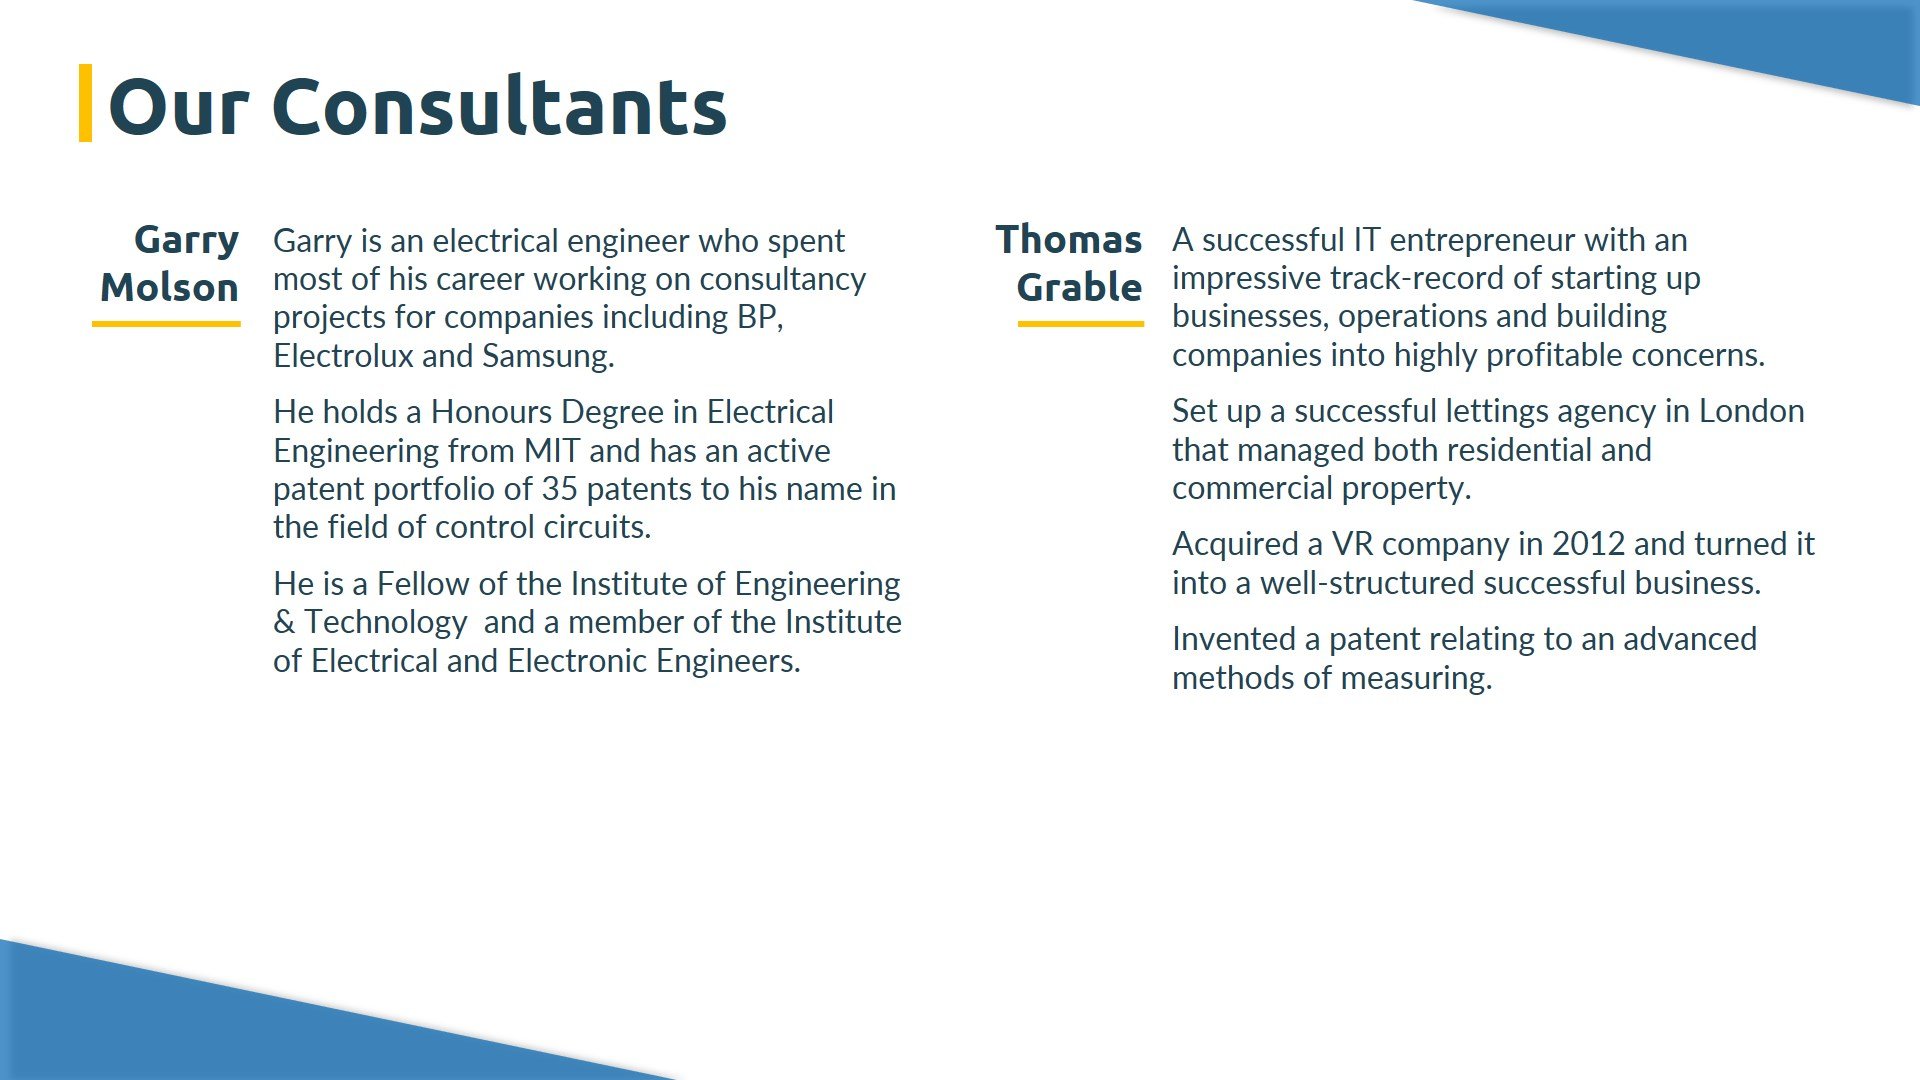 Our Consultants
Garry
Molson
Garry is an electrical engineer who spent
most of his career working on consultancy
projects for companies including BP,
Electrolux and Samsung.
He holds a Honours Degree in Electrical
Engineering from MIT and has an active
patent portfolio of 35 patents to his name in
the field of control circuits.
He is a Fellow of the Institute of Engineering
& Technology  and a member of the Institute
of Electrical and Electronic Engineers.
Thomas
Grable
A successful IT entrepreneur with an
impressive track-record of starting up
businesses, operations and building
companies into highly profitable concerns.
Set up a successful lettings agency in London
that managed both residential and
commercial property.
Acquired a VR company in 2012 and turned it
into a well-structured successful business.
Invented a patent relating to an advanced
methods of measuring.